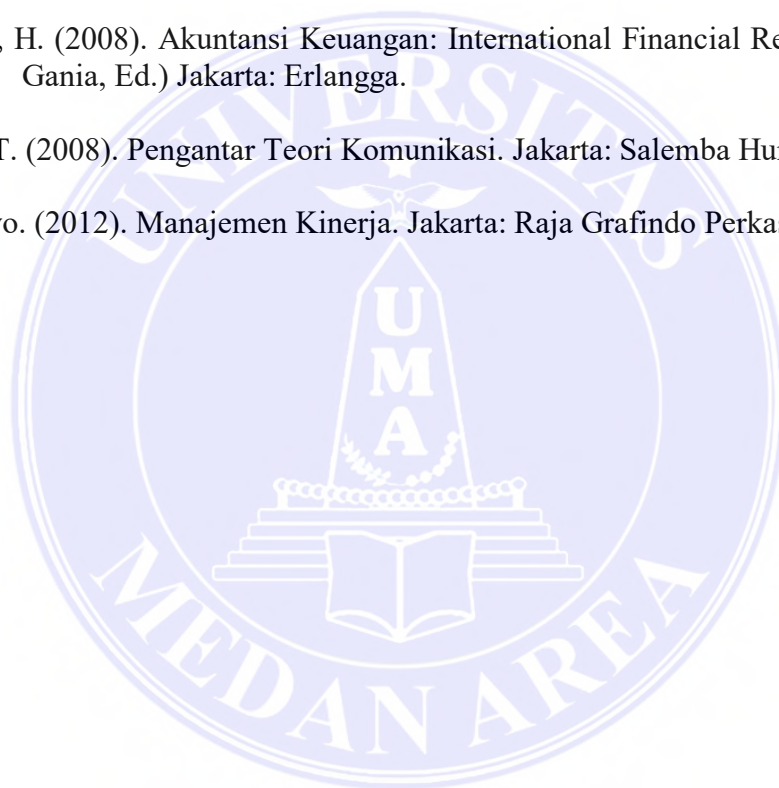 , H. (2008). Akuntansi Keuangan: International Financial Re
Gania, Ed.) Jakarta: Erlangga.
T. (2008). Pengantar Teori Komunikasi. Jakarta: Salemba Hu
o. (2012). Manajemen Kinerja. Jakarta: Raja Grafindo Perka
UNIVERSITAS
U
M
A
MEDAN AREA